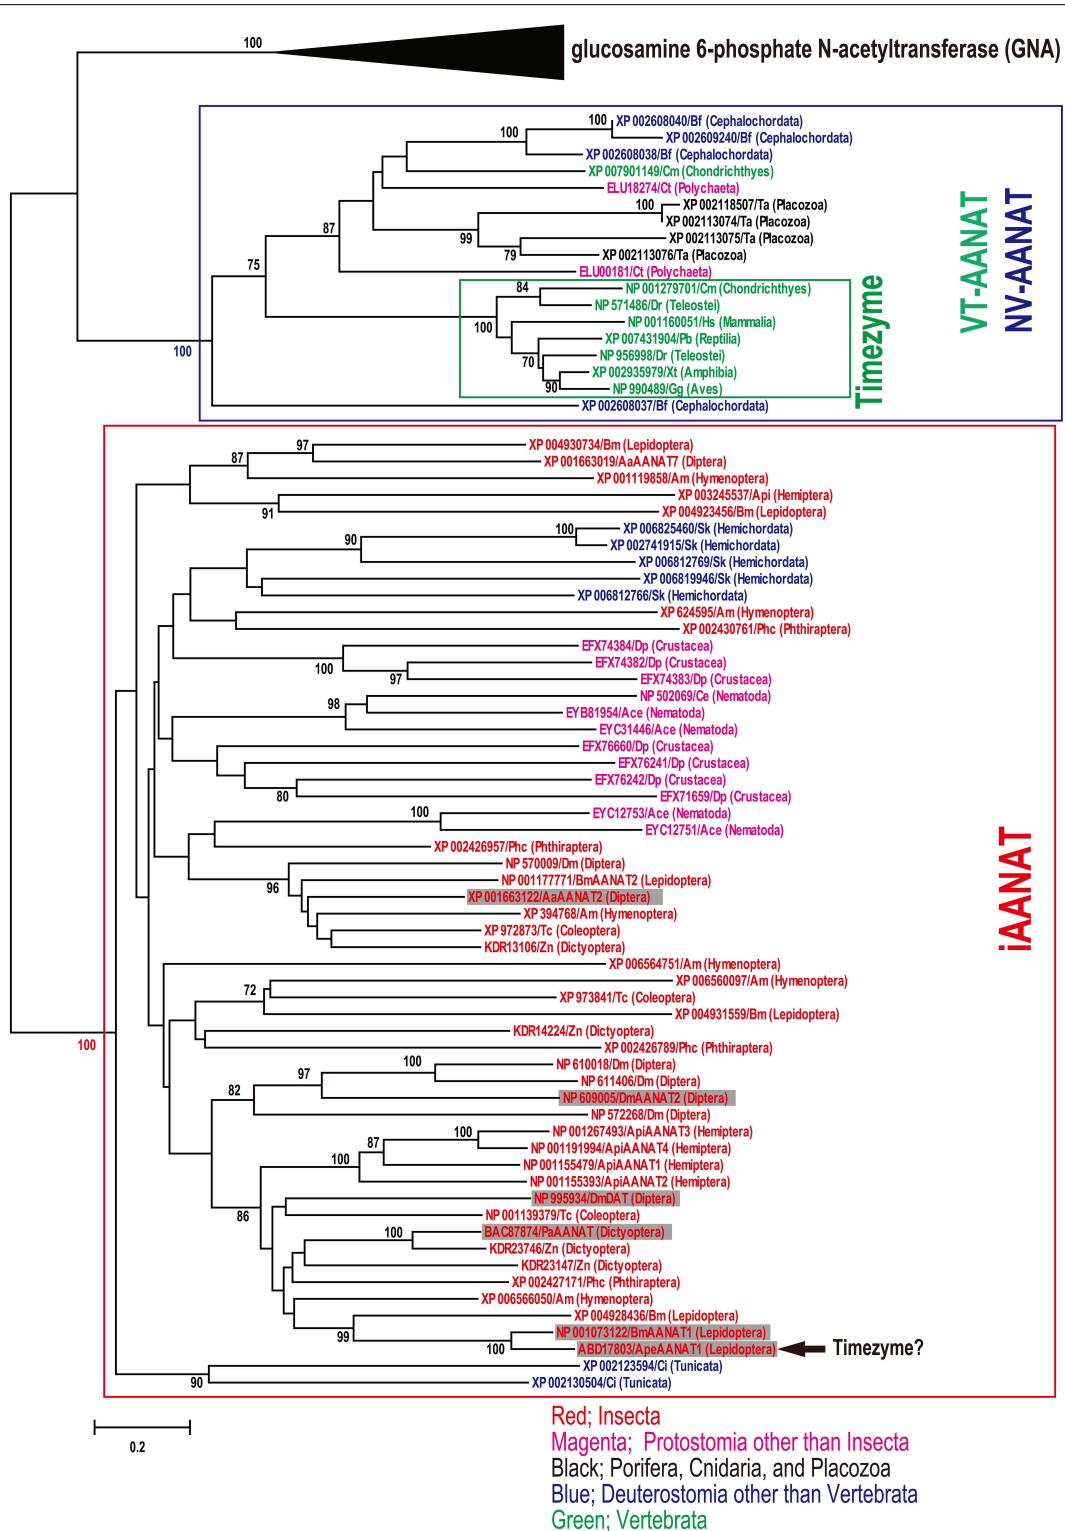 100
glucosamine 6-phosphate N-acetyltransferase (GNA)
100 XP 002608040/Bf (Cephalochordata)
100 XP 002609240/Bf (Cephalochordata)
XP 002608038/Bf (Cephalochordata)
XP 007901149/Cm (Chondrichthyes)
ELU18274/Ct (Polychaeta)
100 XP 002118507/Ta (Placozoa)
XP 002113074/Ta (Placozoa)
87 99 XP 002113075/Ta (Placozoa)
79 XP 002113076/Ta (Placozoa)
75 ELU00181/Ct (Polychaeta)
84 NP 001279701/Cm (Chondrichthyes)
NP 571486/Dr (Teleostei)
100 NP 001160051/Hs (Mammalia)
XP 007431904/Pb (Reptilia)
100 70 NP 956998/Dr (Teleostei)
XP 002935979/Xt (Amphibia)
90 NP 990489/Gg (Aves)
XP 002608037/Bf (Cephalochordata)
Timezyme
VT-AANAT
NV-AANAT
97 XP 004930734/Bm (Lepidoptera)
87 XP 001663019/AaAANAT7 (Diptera)
XP 001119858/Am (Hymenoptera)
XP 003245537/Api (Hemiptera)
91 XP 004923456/Bm (Lepidoptera)
100 XP 006825460/Sk (Hemichordata)
90 XP 002741915/Sk (Hemichordata)
XP 006812769/Sk (Hemichordata)
XP 006819946/Sk (Hemichordata)
XP 006812766/Sk (Hemichordata)
XP 624595/Am (Hymenoptera)
XP 002430761/Phc (Phthiraptera)
EFX74384/Dp (Crustacea)
100 EFX74382/Dp (Crustacea)
97 EFX74383/Dp (Crustacea)
98 NP 502069/Ce (Nematoda)
EYB81954/Ace (Nematoda)
EYC31446/Ace (Nematoda)
EFX76660/Dp (Crustacea)
EFX76241/Dp (Crustacea)
EFX76242/Dp (Crustacea)
80 EFX71659/Dp (Crustacea)
100 EYC12753/Ace (Nematoda)
EYC12751/Ace (Nematoda)
XP 002426957/Phc (Phthiraptera)
NP 570009/Dm (Diptera)
96 NP 001177771/BmAANAT2 (Lepidoptera)
XP 001663122/AaAANAT2 (Diptera)
XP 394768/Am (Hymenoptera)
XP 972873/Tc (Coleoptera)
KDR13106/Zn (Dictyoptera)
XP 006564751/Am (Hymenoptera)
72 XP 006560097/Am (Hymenoptera)
XP 973841/Tc (Coleoptera)
XP 004931559/Bm (Lepidoptera)
KDR14224/Zn (Dictyoptera)
100 XP 002426789/Phc (Phthiraptera)
100 NP 610018/Dm (Diptera)
97 NP 611406/Dm (Diptera)
82 NP 609005/DmAANAT2 (Diptera)
NP 572268/Dm (Diptera)
100 NP 001267493/ApiAANAT3 (Hemiptera)
87 NP 001191994/ApiAANAT4 (Hemiptera)
100 NP 001155479/ApiAANAT1 (Hemiptera)
NP 001155393/ApiAANAT2 (Hemiptera)
NP 995934/DmDAT (Diptera)
86 NP 001139379/Tc (Coleoptera)
100 BAC87874/PaAANAT (Dictyoptera)
KDR23746/Zn (Dictyoptera)
KDR23147/Zn (Dictyoptera)
XP 002427171/Phc (Phthiraptera)
XP 006566050/Am (Hymenoptera)
XP 004928436/Bm (Lepidoptera)
99 NP 001073122/BmAANAT1 (Lepidoptera)
100 ABD17803/ApeAANAT1 (Lepidoptera) Timezyme?
XP 002123594/Ci (Tunicata)
90 XP 002130504/Ci (Tunicata)
iAANAT
0.2
Red; Insecta
Magenta; Protostomia other than Insecta
Black; Porifera, Cnidaria, and Placozoa
Blue; Deuterostomia other than Vertebrata
Green; Vertebrata